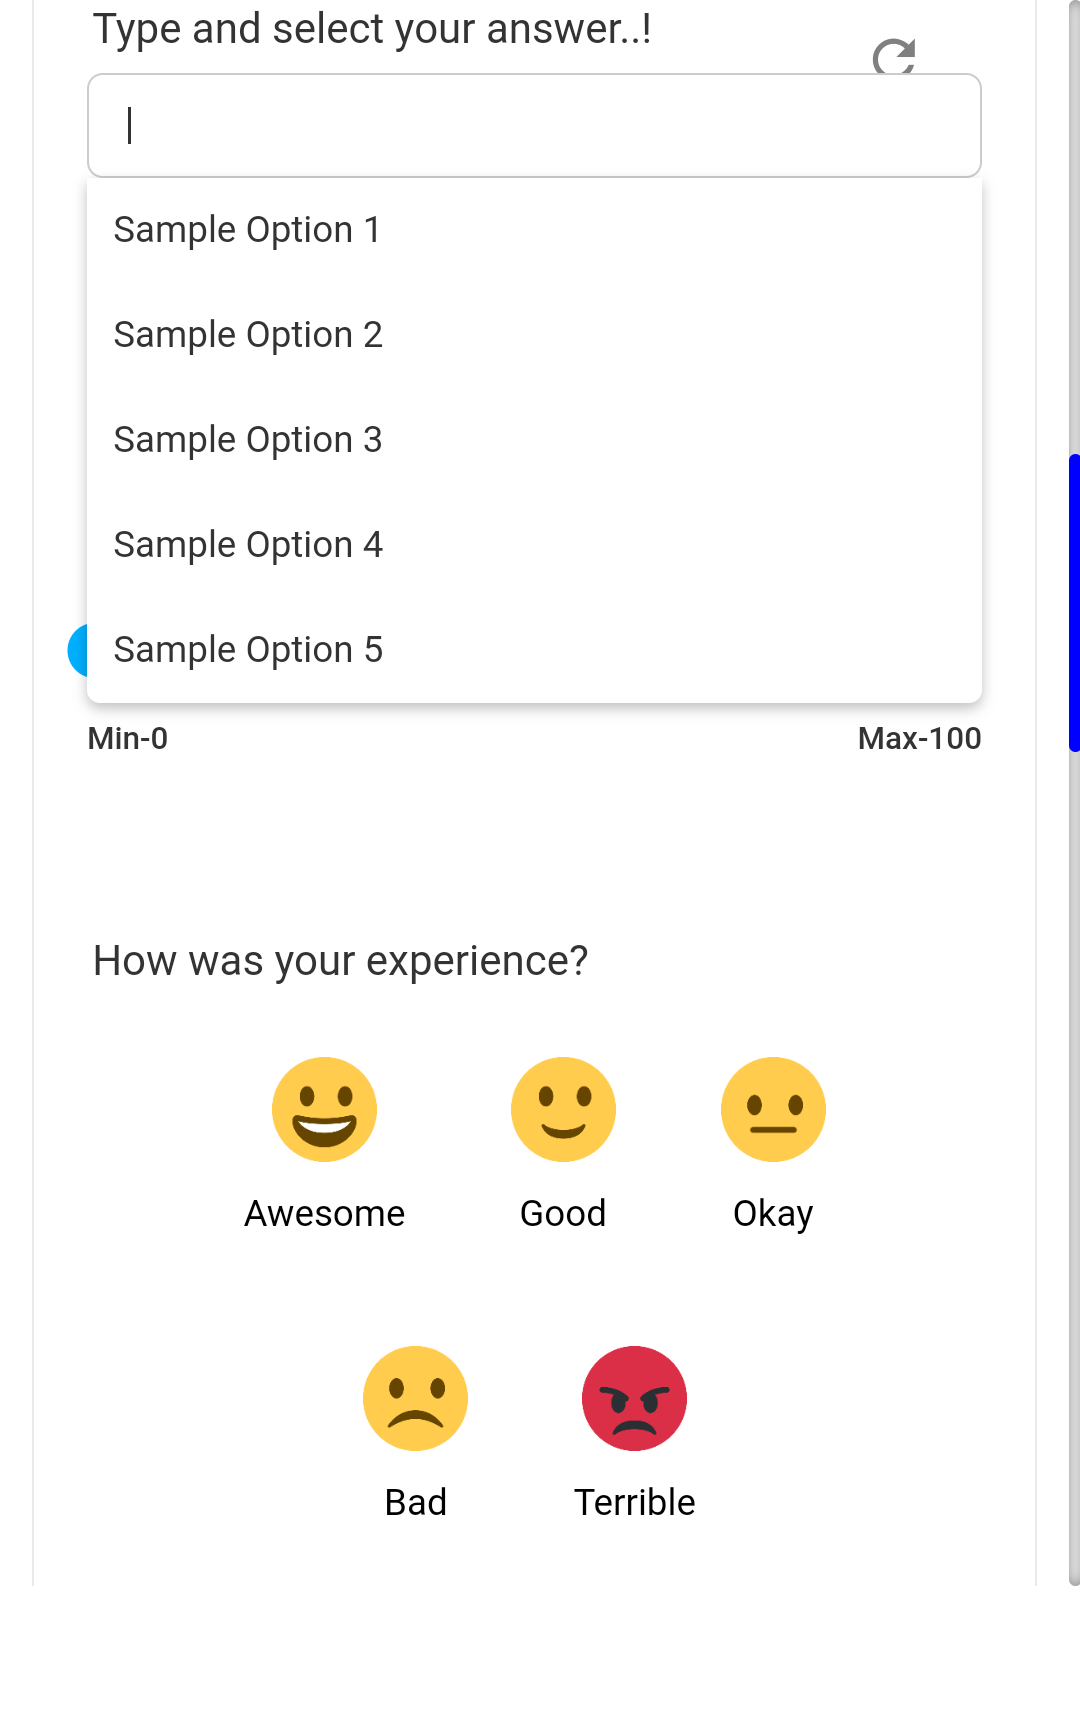 Type and select your answer..!
Sample Option 1
Sample Option 2
Sample Option 3
Sample Option 4
Sample Option 5
Min-0 Max-100
How was your experience?
Awesome Good Okay
Bad Terrible